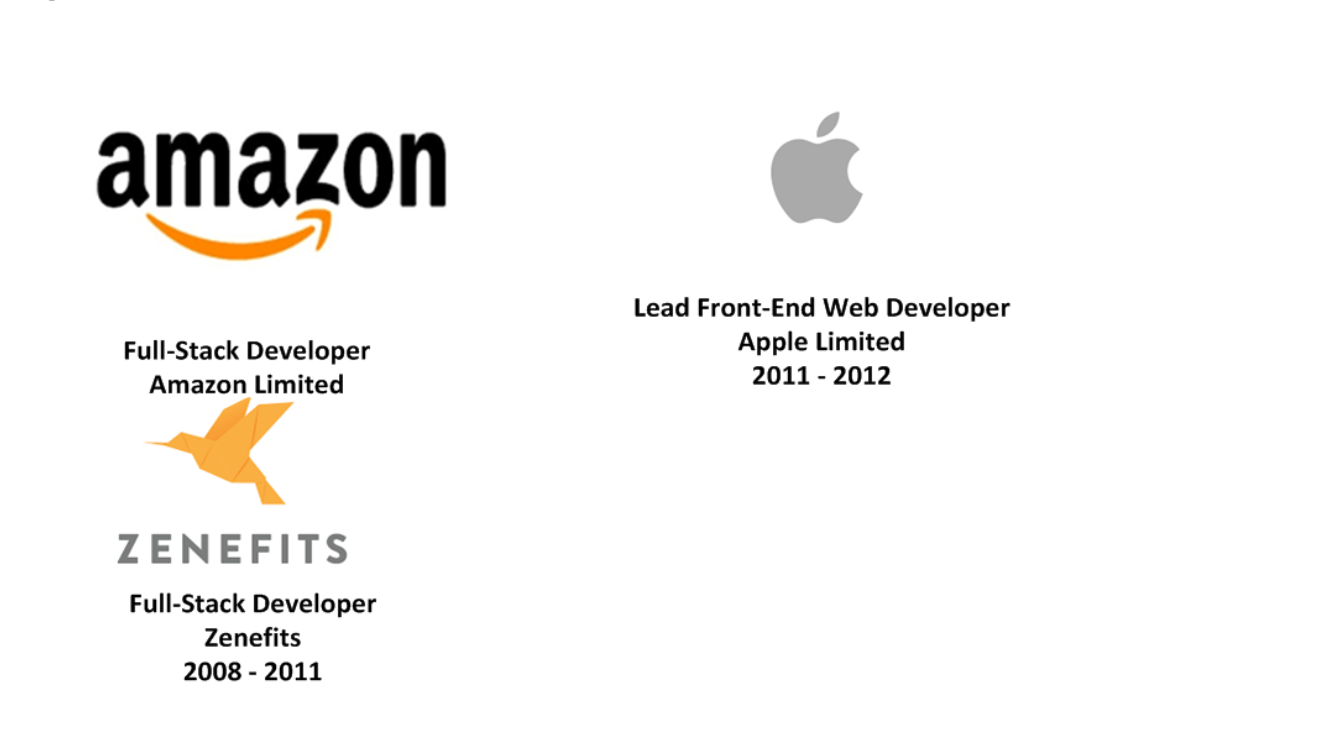 amazon
Full-Stack Developer
Amazon Limited
Lead Front-End Web Developer
Apple Limited
2011 - 2012
ZENEFITS
Full-Stack Developer
Zenefits
2008 - 2011